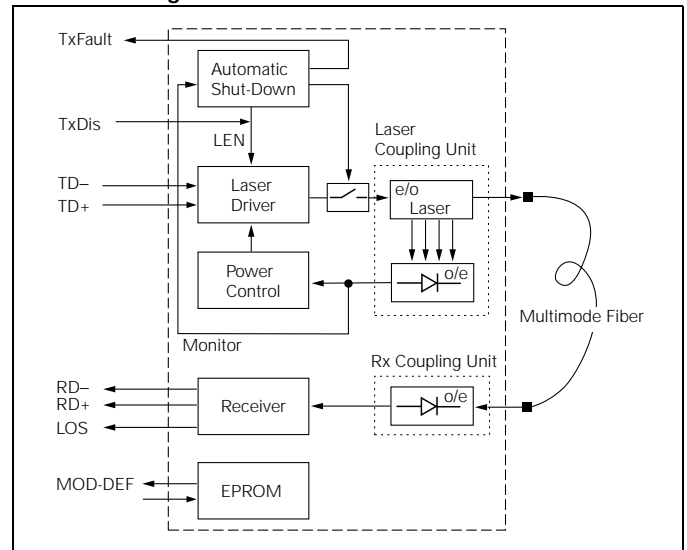 TxFault
Automatic
Shut-Down
TxDis
LEN
Laser
Coupling Unit
TD–
TD+
Laser
Driver
e/o
Laser
Power
Control
o/e
Multimode Fiber
Monitor
Rx Coupling Unit
RD–
RD+
LOS
Receiver
o/e
MOD-DEF
EPROM